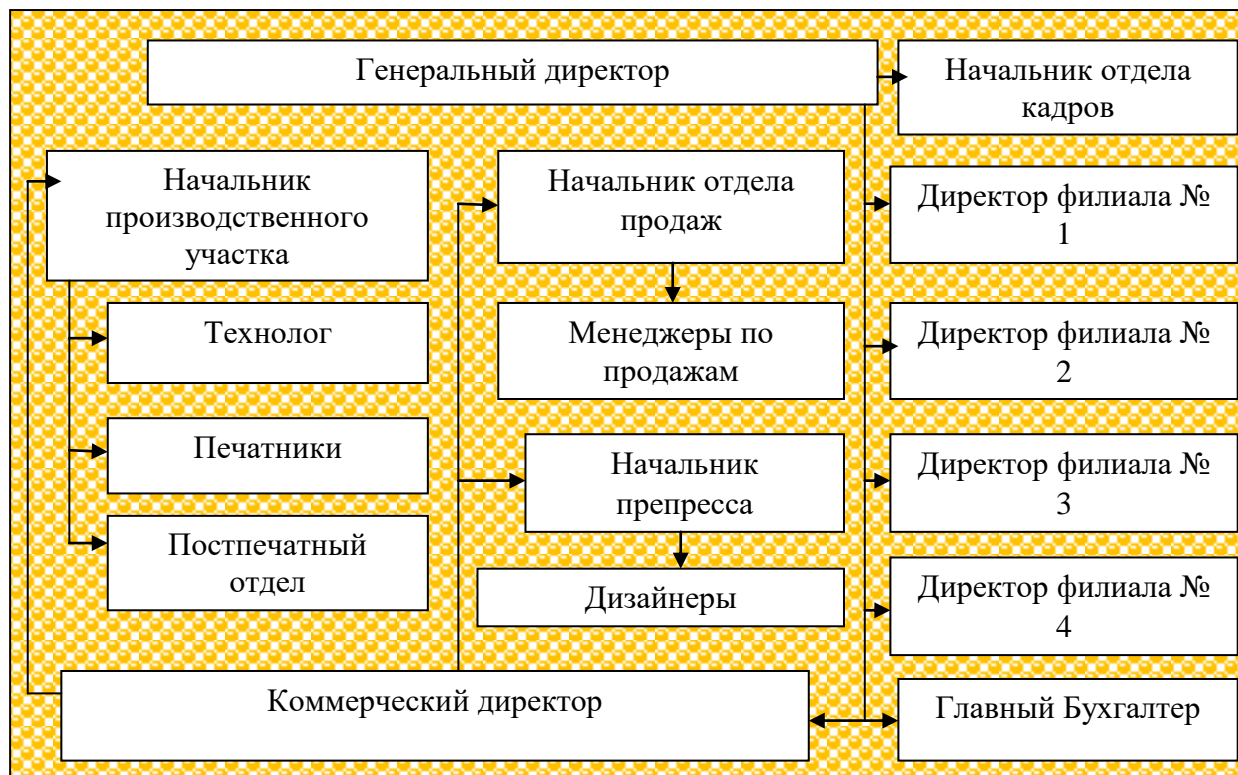 Генеральный директор
Начальник отдела
кадров
Начальник
производственного
участка
Начальник отдела
продаж
Директор филиала №
1
Технолог
Менеджеры по
продажам
Директор филиала №
2
Печатники
Начальник
препресса
Директор филиала №
3
Постпечатный
отдел
Дизайнеры
Директор филиала №
4
Коммерческий директор
Главный Бухгалтер